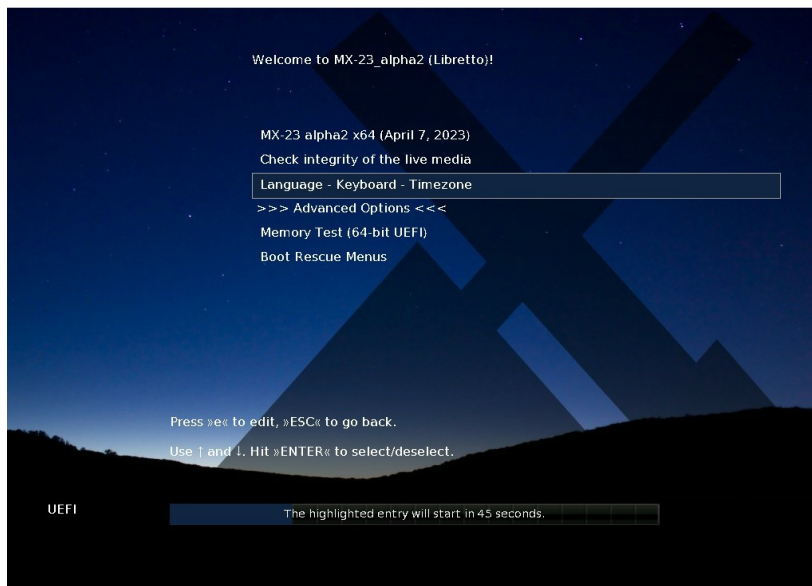 Welcome to MX-23_alpha2 (Libretto)!
MX-23 alpha2 x64 (April 7, 2023)
Check integrity of the live media
Language - Keyboard - Timezone
>>> Advanced Options <<<
Memory Test (64-bit UEFI)
Boot Rescue Menus
Press »e« to edit, »ESC« to go back.
Use ↑ and ↓. Hit »ENTER« to select/deselect.
UEFI
The highlighted entry will start in 45 seconds.